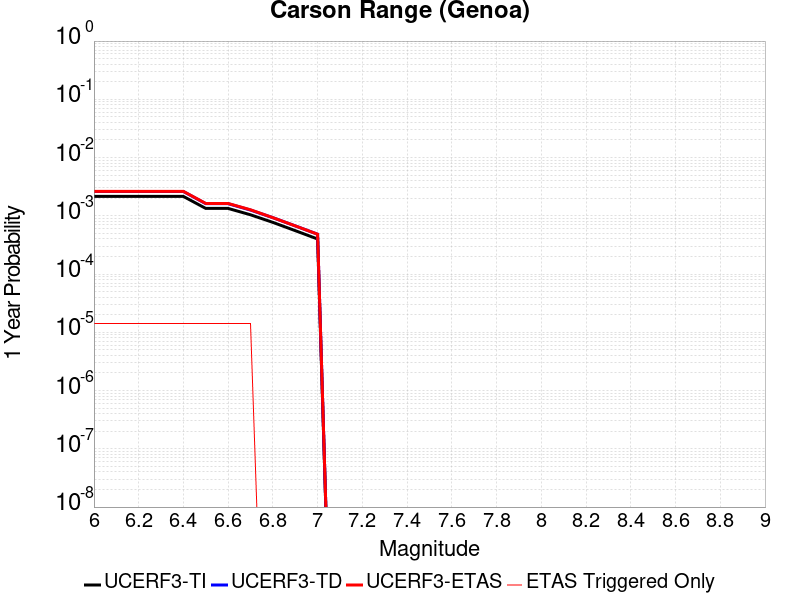 Carson Range (Genoa)
10^0
10^-1
10^-2
10^-3
10^-4
10^-5
10^-6
10^-7
10^-8
1 Year Probability
6 6.2 6.4 6.6 6.8 7 7.2 7.4 7.6 7.8 8 8.2 8.4 8.6 8.8 9
Magnitude
UCERF3-TI UCERF3-TD UCERF3-ETAS ETAS Triggered Only